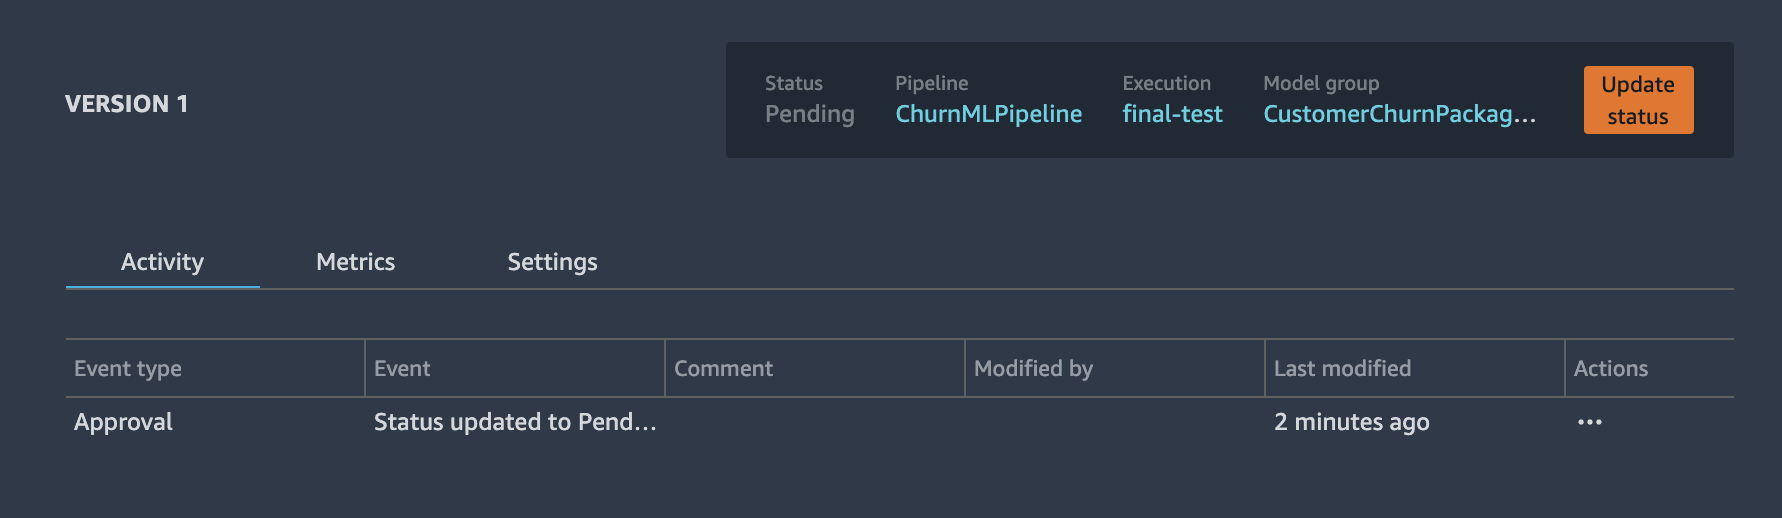 VERSION 1
Status Pipeline Execution Model group
Pending ChurnMLPipeline final-test CustomerChurnPackag...
Update
status
Activity Metrics Settings
Event type Event Comment Modified by Last modified Actions
Approval Status updated to Pend... 2 minutes ago ...